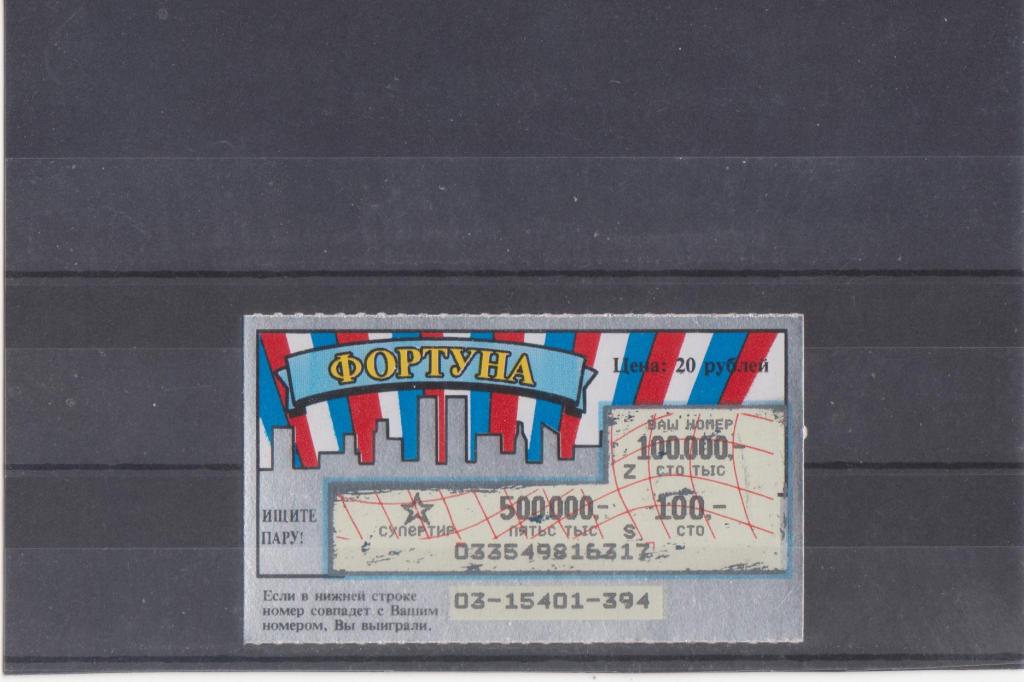 ФОРТУНА
Цена: 20 рублей
ВАШ НОМЕР
100.000,-
Z СТО ТЫС
ИЩИТЕ
ПАРУ!
500.000,- 100,-
СУПЕРТИР ПЯТЬС ТЫС S СТО
033549816317
Если в нижней строке
номер совпадет с Вашим
номером, Вы выиграли.
03-15401-394